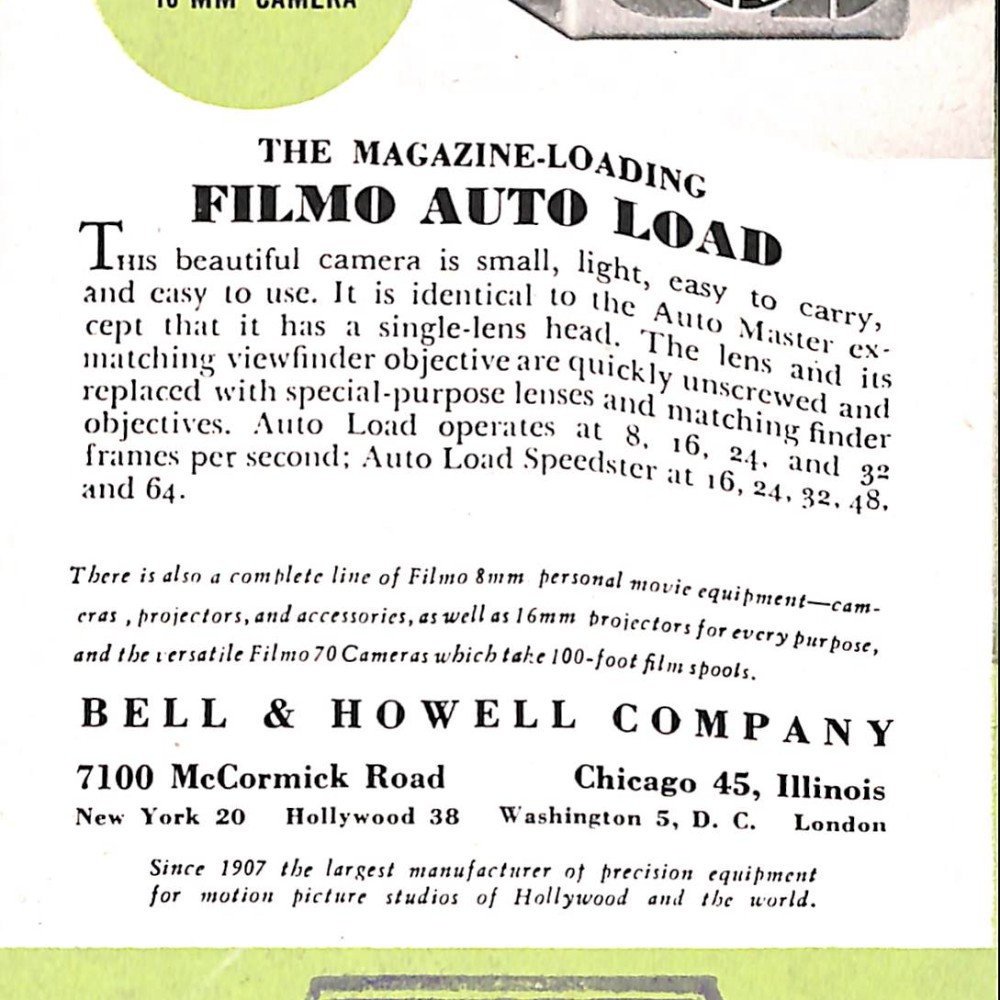 16 MM CAMERA
THE MAGAZINE-LOADING
FILMO AUTO LOAD
This beautiful camera is small, light, easy to carry,
and easy to use. It is identical to the Auto Master ex-
cept that it has a single-lens head. The lens and its
matching viewfinder objective are quickly unscrewed and
replaced with special-purpose lenses and matching finder
objectives. Auto Load operates at 8, 16, 24, and 32
frames per second; Auto Load Speedster at 16, 24, 32, 48,
and 64.
There is also a complete line of Filmo 8mm personal movie equipment—cam-
eras, projectors, and accessories, as well as 16mm projectors for every purpose,
and the versatile Filmo 70 Cameras which take 100-foot film spools.
BELL & HOWELL COMPANY
7100 McCormick Road Chicago 45, Illinois
New York 20 Hollywood 38 Washington 5, D. C. London
Since 1907 the largest manufacturer of precision equipment
for motion picture studios of Hollywood and the world.